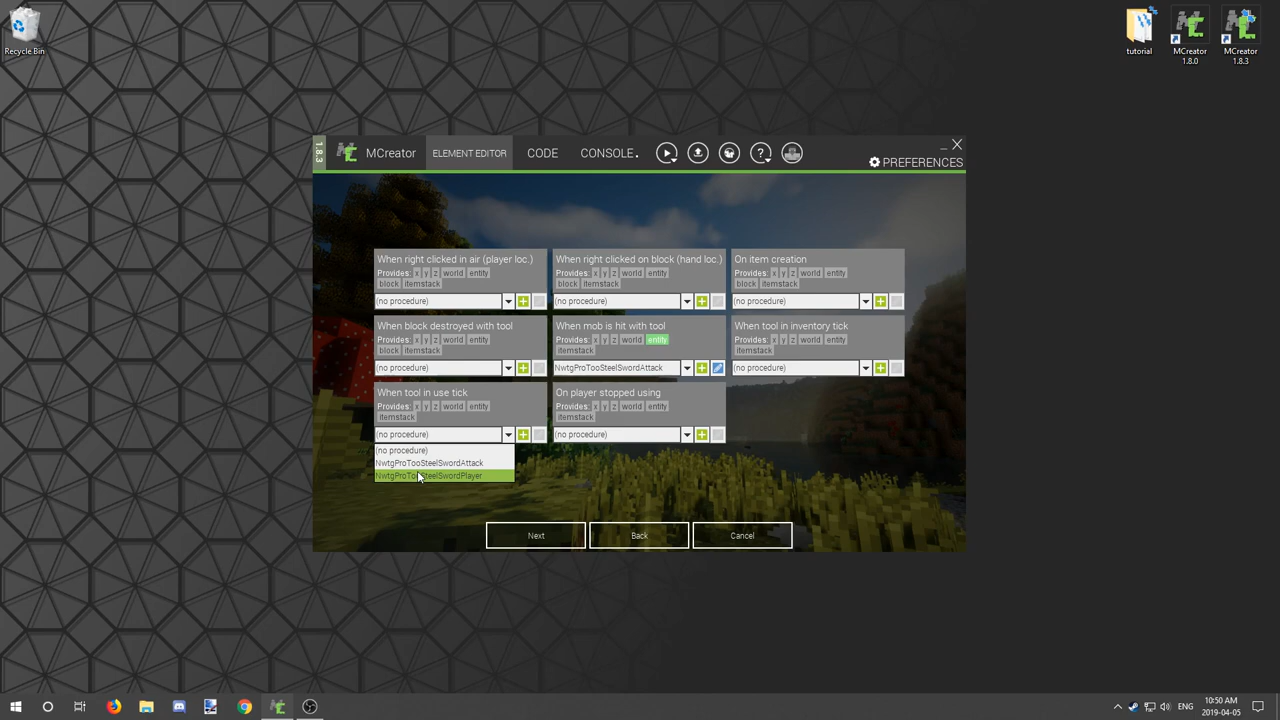 Recycle Bin
tutorial
MCreator
1.8.0
MCreator
1.8.3
1.8.3
MCreator
ELEMENT EDITOR
CODE
CONSOLE.
PREFERENCES
When right clicked in air (player loc.)
Provides: x y z world entity
block itemstack
(no procedure)
When right clicked on block (hand loc.)
Provides: x y z world entity
block itemstack
(no procedure)
On item creation
Provides: x y z world entity
block itemstack
(no procedure)
When block destroyed with tool
Provides: x y z world entity
block itemstack
(no procedure)
When mob is hit with tool
Provides: x y z world entity
itemstack
NwtgProTooSteelSwordAttack
When tool in inventory tick
Provides: x y z world entity
itemstack
(no procedure)
When tool in use tick
Provides: x y z world entity
itemstack
(no procedure)
(no procedure)
NwtgProTooSteelSwordAttack
NwtgProTooSteelSwordPlayer
On player stopped using
Provides: x y z world entity
itemstack
(no procedure)
Next
Back
Cancel
ENG
10:50 AM
2019-04-05